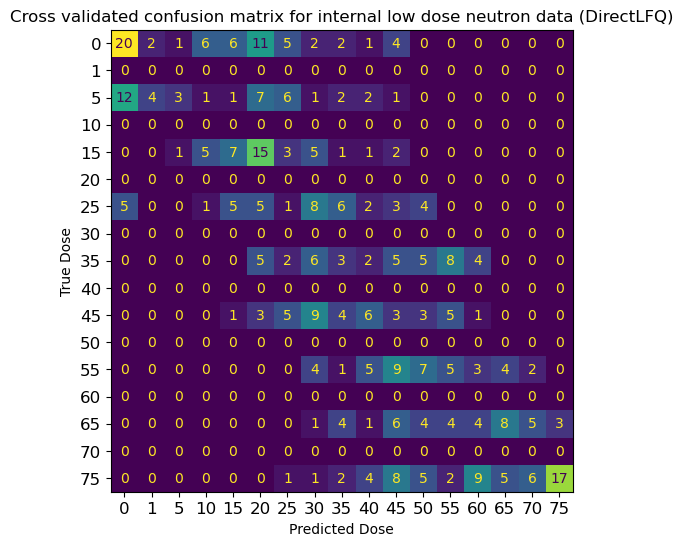 Cross validated confusion matrix for internal low dose neutron data (DirectLFQ)
0 20 2 1 6 6 11 5 2 2 1 4 0 0 0 0 0 0
1 0 0 0 0 0 0 0 0 0 0 0 0 0 0 0 0 0
5 12 4 3 1 1 7 6 1 2 2 1 0 0 0 0 0 0
10 0 0 0 0 0 0 0 0 0 0 0 0 0 0 0 0 0
15 0 0 1 5 7 15 3 5 1 1 2 0 0 0 0 0 0
20 0 0 0 0 0 0 0 0 0 0 0 0 0 0 0 0 0
25 5 0 0 1 5 5 1 8 6 2 3 4 0 0 0 0 0
30 0 0 0 0 0 0 0 0 0 0 0 0 0 0 0 0 0
35 0 0 0 0 0 5 2 6 3 2 5 5 8 4 0 0 0
40 0 0 0 0 0 0 0 0 0 0 0 0 0 0 0 0 0
45 0 0 0 0 1 3 5 9 4 6 3 3 5 1 0 0 0
50 0 0 0 0 0 0 0 0 0 0 0 0 0 0 0 0 0
55 0 0 0 0 0 0 0 4 1 5 9 7 5 3 4 2 0
60 0 0 0 0 0 0 0 0 0 0 0 0 0 0 0 0 0
65 0 0 0 0 0 0 0 1 4 1 6 4 4 4 8 5 3
70 0 0 0 0 0 0 0 0 0 0 0 0 0 0 0 0 0
75 0 0 0 0 0 0 1 1 2 4 8 5 2 9 5 6 17
0 1 5 10 15 20 25 30 35 40 45 50 55 60 65 70 75
Predicted Dose
True Dose